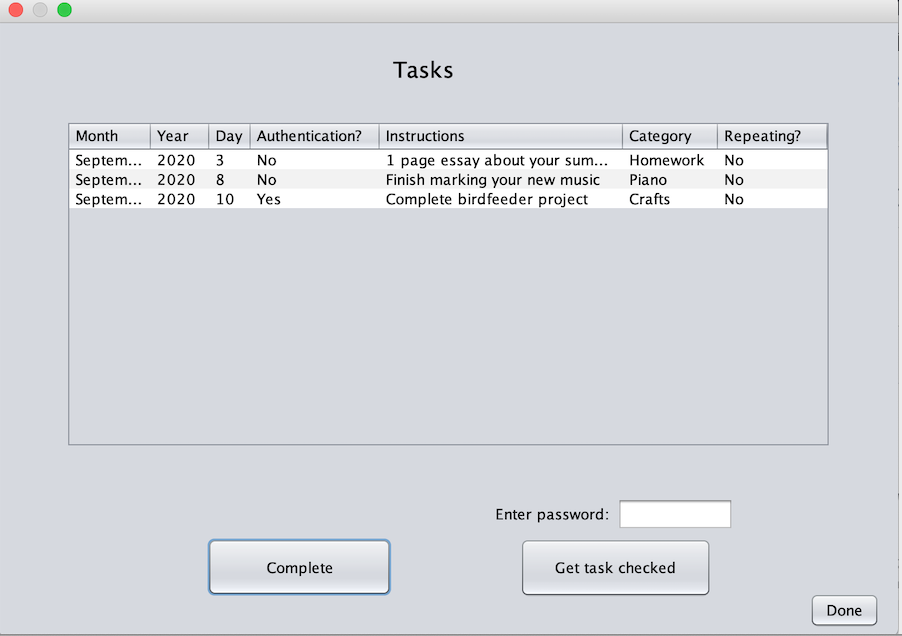 Tasks
Month Year Day Authentication? Instructions Category Repeating?
Septem... 2020 3 No 1 page essay about your sum... Homework No
Septem... 2020 8 No Finish marking your new music Piano No
Septem... 2020 10 Yes Complete birdfeeder project Crafts No
Enter password:
Complete Get task checked
Done